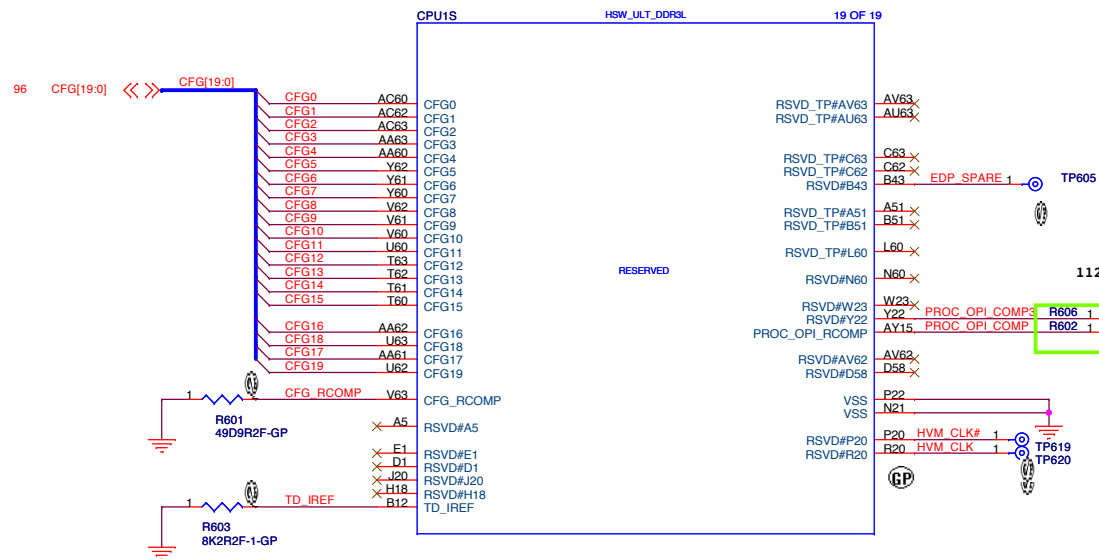 CPU1S HSW_ULT_DDR3L 19 OF 19
96 CFG[19:0] CFG[19:0]
CFG0 AC60 CFG0
CFG1 AC62 CFG1
CFG2 AC63 CFG2
CFG3 AA63 CFG3
CFG4 AA60 CFG4
CFG5 Y62 CFG5
CFG6 Y61 CFG6
CFG7 Y60 CFG7
CFG8 V62 CFG8
CFG9 V61 CFG9
CFG10 V60 CFG10
CFG11 U60 CFG11
CFG12 T63 CFG12
CFG13 T62 CFG13
CFG14 T61 CFG14
CFG15 T60 CFG15
CFG16 AA62 CFG16
CFG18 U63 CFG18
CFG17 AA61 CFG17
CFG19 U62 CFG19
1 CFG_RCOMP V63 CFG_RCOMP
R601
49D9R2F-GP
A5 RSVD#A5
E1 RSVD#E1
D1 RSVD#D1
J20 RSVD#J20
H18 RSVD#H18
1 TD_IREF B12 TD_IREF
R603
8K2R2F-1-GP
RESERVED
RSVD_TP#AV63 AV63
RSVD_TP#AU63 AU63
RSVD_TP#C63 C63
RSVD_TP#C62 C62
RSVD#B43 B43 EDP_SPARE 1 TP605
RSVD_TP#A51 A51
RSVD_TP#B51 B51
RSVD_TP#L60 L60
RSVD#N60 N60
112
RSVD#W23 W23
RSVD#Y22 Y22 PROC_OPI_COMP3 R606 1
PROC_OPI_RCOMP AY15 PROC_OPI_COMP R602 1
RSVD#AV62 AV62
RSVD#D58 D58
VSS P22
VSS N21
RSVD#P20 P20 HVM_CLK# 1 TP619
RSVD#R20 R20 HVM_CLK 1 TP620
GP